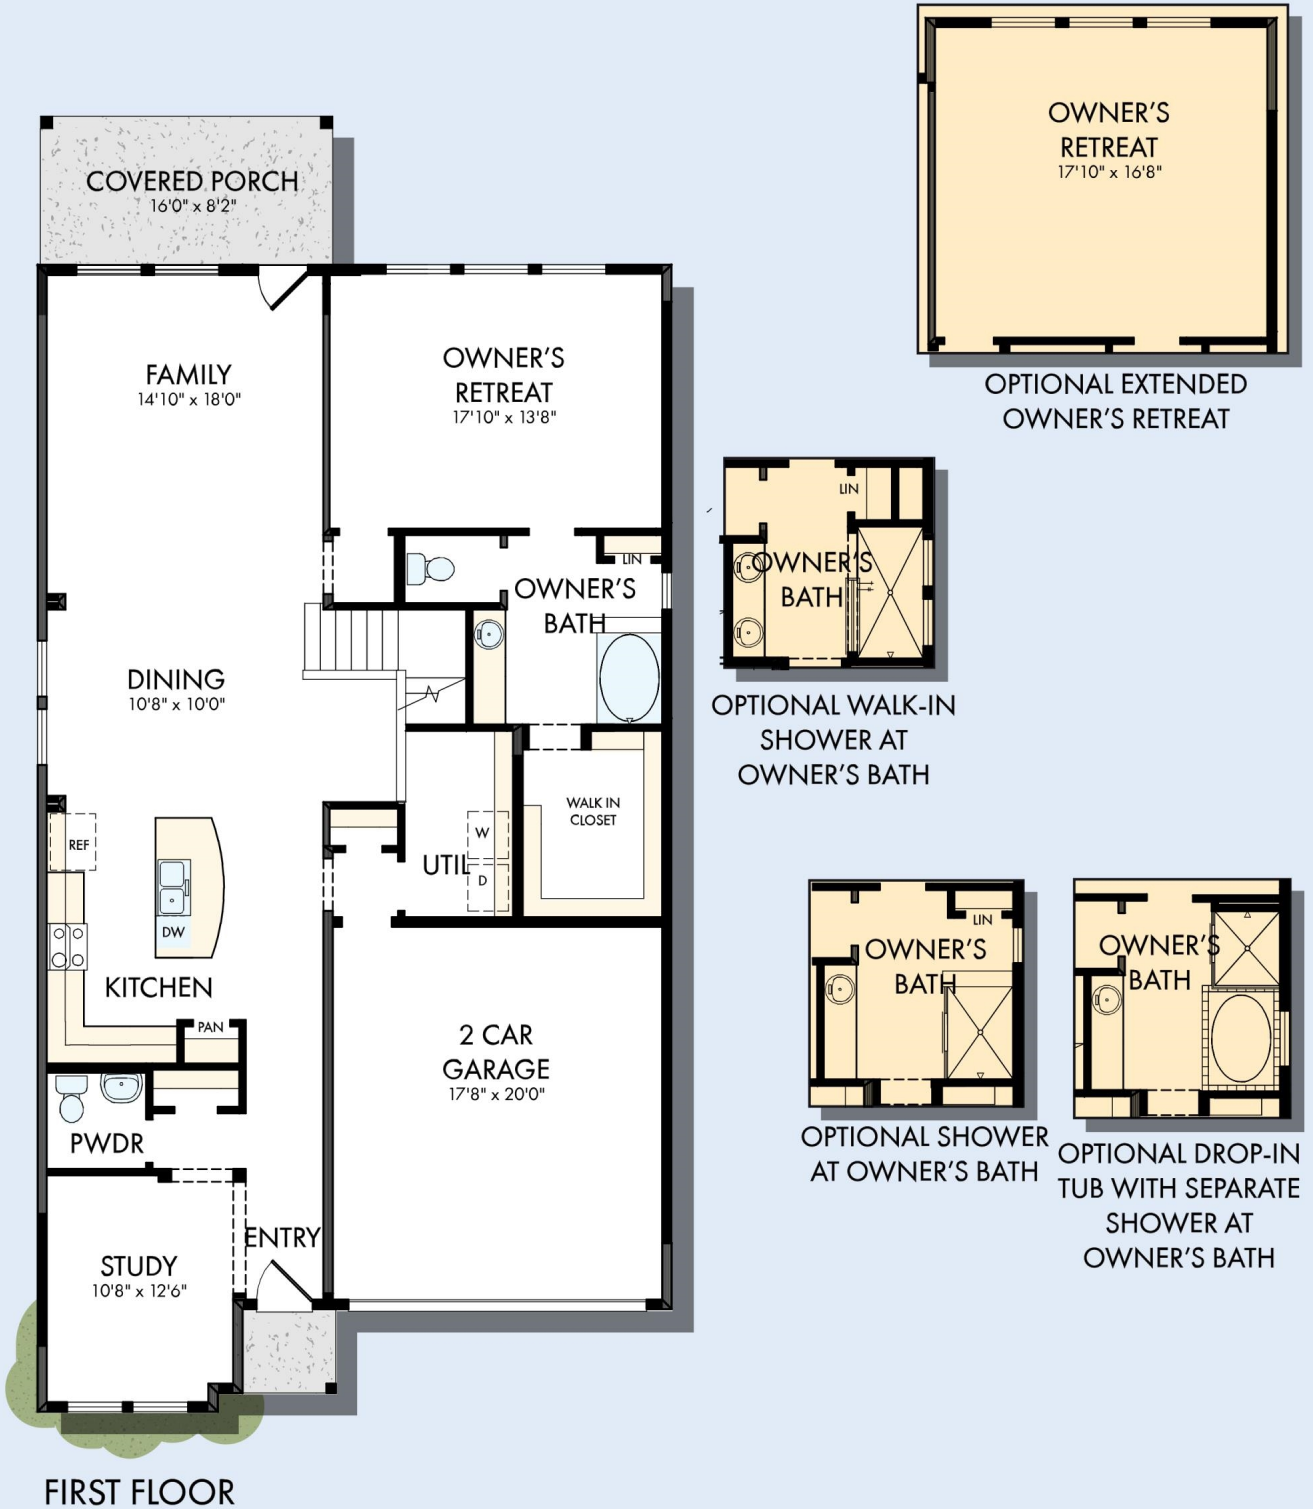 OWNER'S
RETREAT
17'10" x 16'8"
OPTIONAL EXTENDED
OWNER'S RETREAT
COVERED PORCH
16'0" x 8'2"
FAMILY
14'10" x 18'0"
OWNER'S
RETREAT
17'10" x 13'8"
LIN
OWNER'S
BATH
DINING
10'8" x 10'0"
WALK IN
CLOSET
REF
W
UTIL
D
DW
KITCHEN
PAN
2 CAR
GARAGE
17'8" x 20'0"
PWDR
ENTRY
STUDY
10'8" x 12'6"
LIN
OWNER'S
BATH
OPTIONAL WALK-IN
SHOWER AT
OWNER'S BATH
LIN
OWNER'S
BATH
OPTIONAL SHOWER
AT OWNER'S BATH
OWNER'S
BATH
OPTIONAL DROP-IN
TUB WITH SEPARATE
SHOWER AT
OWNER'S BATH
FIRST FLOOR